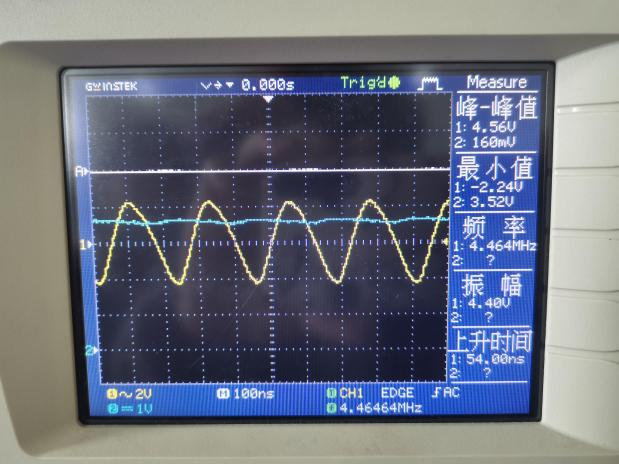 GWINSTEK 0.000s Trig'd Measure
峰-峰值
1: 4.56V
2: 160mV
最小值
1: -2.24V
2: 3.52V
频率
1: 4.464MHz
2: ?
振幅
1: 4.40V
2: ?
上升时间
1: 54.00ns
2: ?
A
1
2
1 ~ 2V M 100ns T CH1 EDGE AC
2 1V F 4.46464MHz